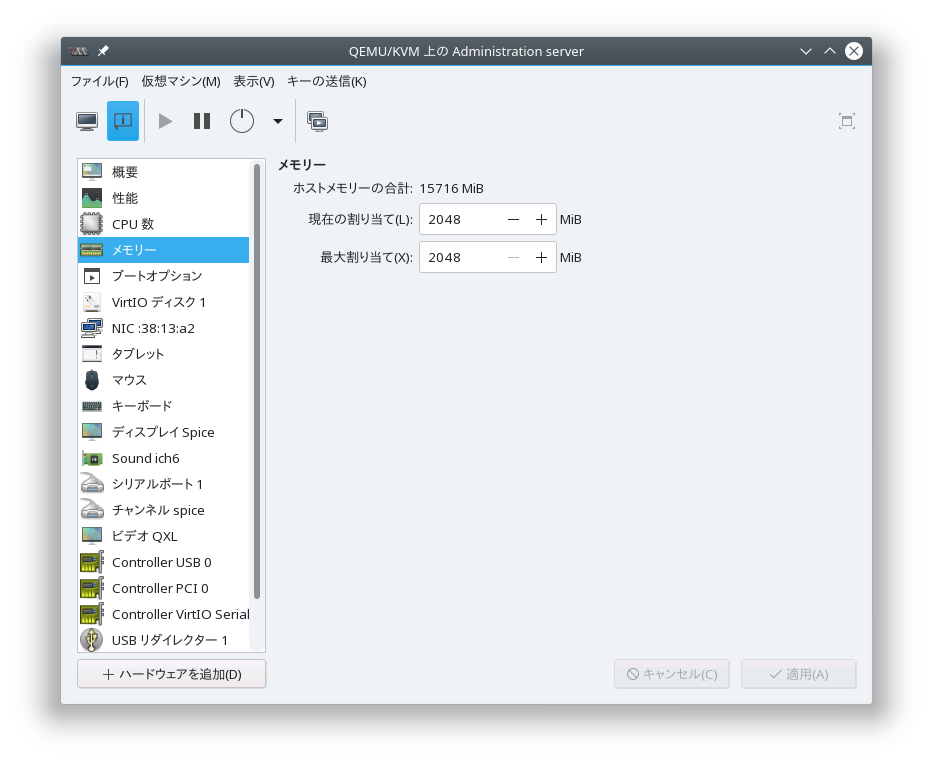 QEMU/KVM 上の Administration server
ファイル(F) 仮想マシン(M) 表示(V) キーの送信(K)
概要
性能
CPU 数
メモリー
ブートオプション
VirtIO ディスク 1
NIC :38:13:a2
タブレット
マウス
キーボード
ディスプレイ Spice
Sound ich6
シリアルポート 1
チャンネル spice
ビデオ QXL
Controller USB 0
Controller PCI 0
Controller VirtIO Serial
USB リダイレクター 1
ハードウェアを追加(D)
メモリー
ホストメモリーの合計: 15716 MiB
現在の割り当て(L): 2048 MiB
最大割り当て(X): 2048 MiB
キャンセル(C) 適用(A)